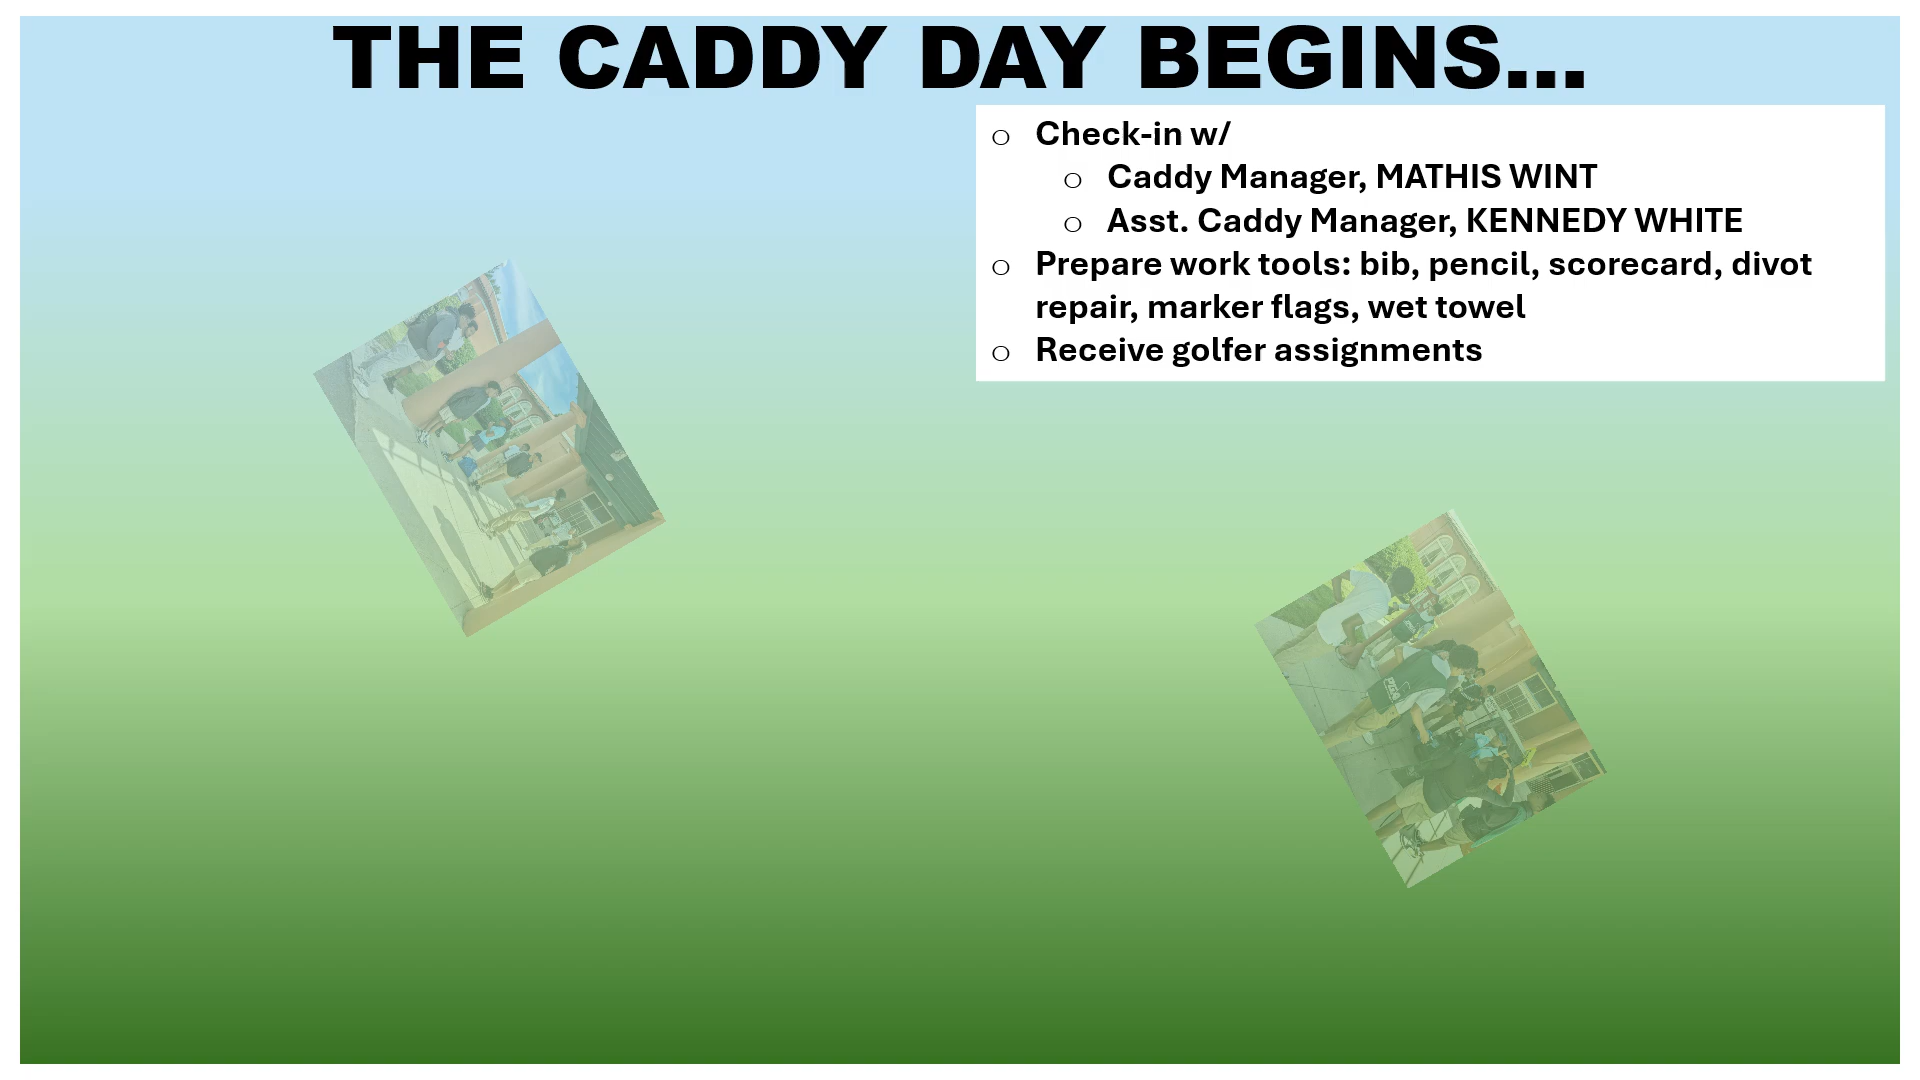 THE CADDY DAY BEGINS...
o Check-in w/
o Caddy Manager, MATHIS WINT
o Asst. Caddy Manager, KENNEDY WHITE
o Prepare work tools: bib, pencil, scorecard, divot
repair, marker flags, wet towel
o Receive golfer assignments
PGA